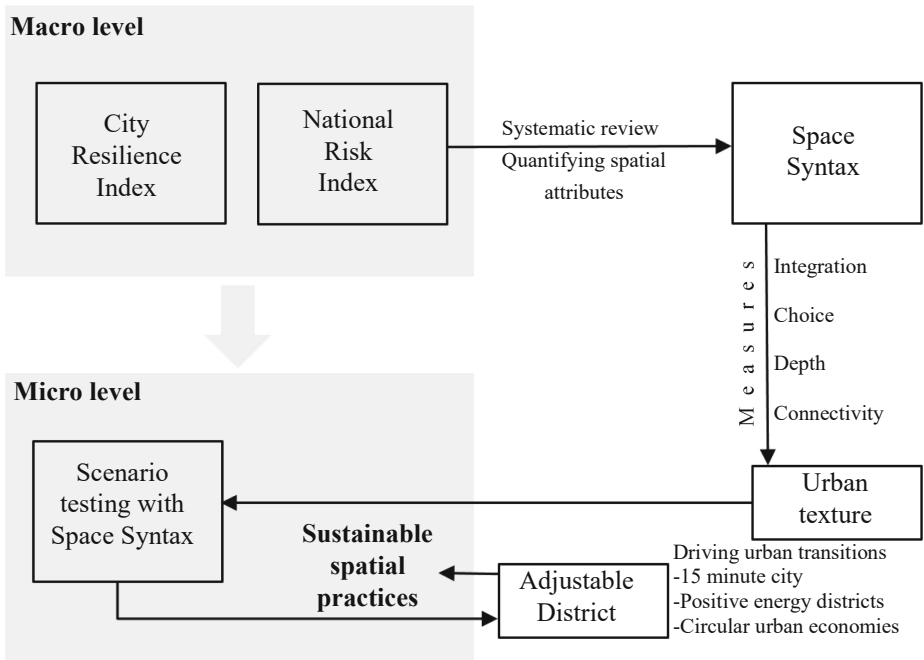 Macro level
City
Resilience
Index
National
Risk
Index
Systematic review
Quantifying spatial
attributes
Space
Syntax
Measures
Integration
Choice
Depth
Connectivity
Micro level
Scenario
testing with
Space Syntax
Urban
texture
Sustainable
spatial
practices
Adjustable
District
Driving urban transitions
-15 minute city
-Positive energy districts
-Circular urban economies